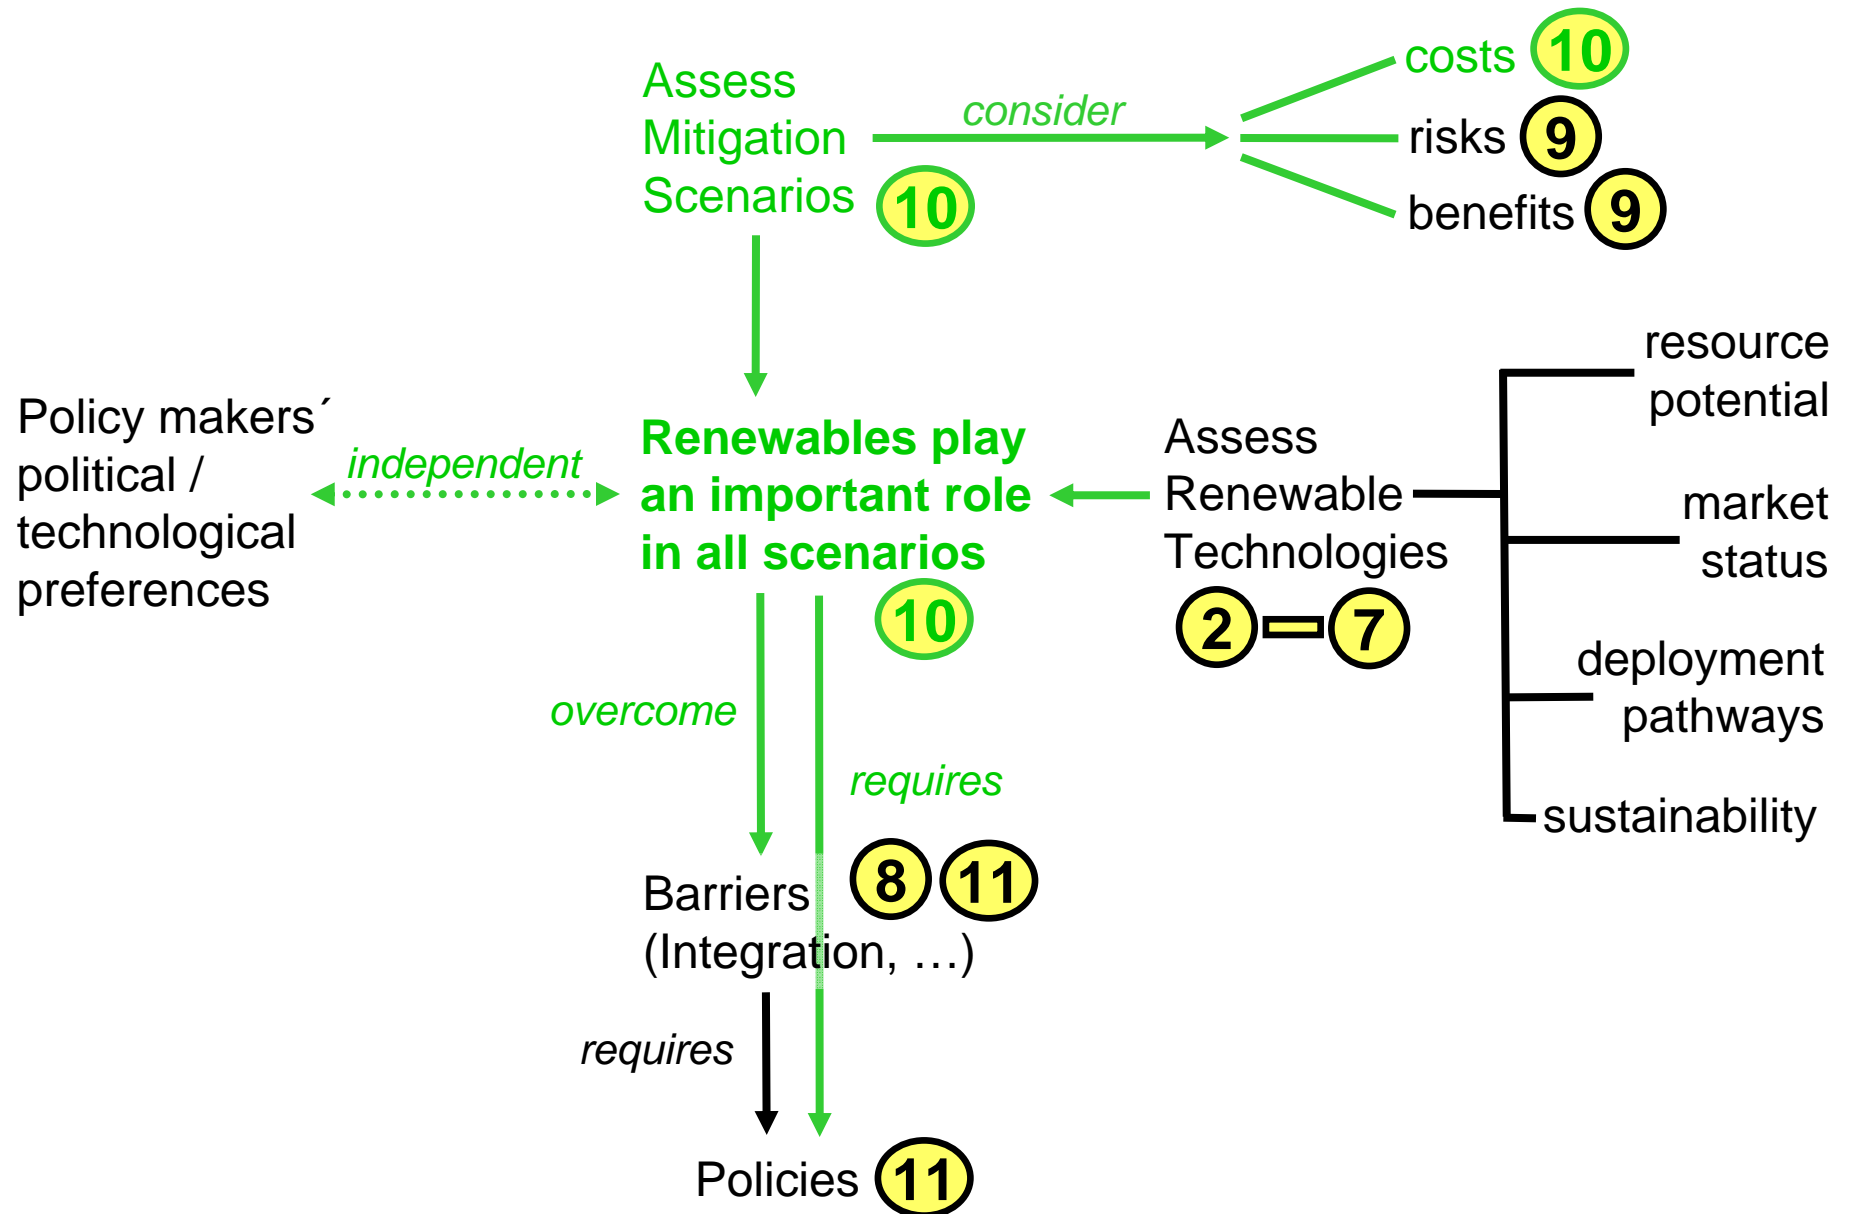 Assess
Mitigation
Scenarios 10
consider
costs 10
risks 9
benefits 9
Policy makers´
political /
technological
preferences
independent
Renewables play
an important role
in all scenarios
10
Assess
Renewable
Technologies
2 7
resource
potential
market
status
deployment
pathways
sustainability
overcome
requires
Barriers 8 11
(Integration, …)
requires
Policies 11